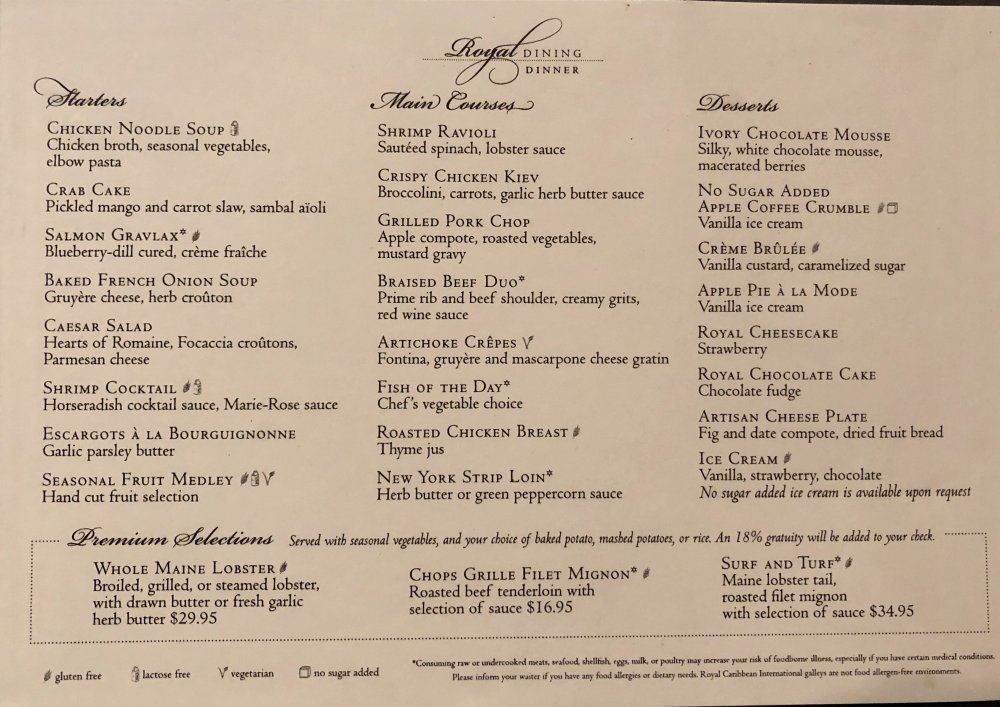 Royal DINING
DINNER
Starters
CHICKEN NOODLE SOUP
Chicken broth, seasonal vegetables,
elbow pasta
CRAB CAKE
Pickled mango and carrot slaw, sambal aïoli
SALMON GRAVLAX*
Blueberry-dill cured, crème fraîche
BAKED FRENCH ONION SOUP
Gruyère cheese, herb croûton
CAESAR SALAD
Hearts of Romaine, Focaccia croûtons,
Parmesan cheese
SHRIMP COCKTAIL
Horseradish cocktail sauce, Marie-Rose sauce
ESCARGOTS À LA BOURGUIGNONNE
Garlic parsley butter
SEASONAL FRUIT MEDLEY
Hand cut fruit selection
Main Courses
SHRIMP RAVIOLI
Sautéed spinach, lobster sauce
CRISPY CHICKEN KIEV
Broccolini, carrots, garlic herb butter sauce
GRILLED PORK CHOP
Apple compote, roasted vegetables,
mustard gravy
BRAISED BEEF DUO*
Prime rib and beef shoulder, creamy grits,
red wine sauce
ARTICHOKE CRÊPES
Fontina, gruyère and mascarpone cheese gratin
FISH OF THE DAY*
Chef's vegetable choice
ROASTED CHICKEN BREAST
Thyme jus
NEW YORK STRIP LOIN*
Herb butter or green peppercorn sauce
Desserts
IVORY CHOCOLATE MOUSSE
Silky, white chocolate mousse,
macerated berries
NO SUGAR ADDED
APPLE COFFEE CRUMBLE
Vanilla ice cream
CRÈME BRÛLÉE
Vanilla custard, caramelized sugar
APPLE PIE À LA MODE
Vanilla ice cream
ROYAL CHEESECAKE
Strawberry
ROYAL CHOCOLATE CAKE
Chocolate fudge
ARTISAN CHEESE PLATE
Fig and date compote, dried fruit bread
ICE CREAM
Vanilla, strawberry, chocolate
No sugar added ice cream is available upon request
Premium Selections Served with seasonal vegetables, and your choice of baked potato, mashed potatoes, or rice. An 18% gratuity will be added to your check.
WHOLE MAINE LOBSTER
Broiled, grilled, or steamed lobster,
with drawn butter or fresh garlic
herb butter $29.95
CHOPS GRILLE FILET MIGNON*
Roasted beef tenderloin with
selection of sauce $16.95
SURF AND TURF*
Maine lobster tail,
roasted filet mignon
with selection of sauce $34.95
gluten free lactose free vegetarian no sugar added
*Consuming raw or undercooked meats, seafood, shellfish, eggs, milk, or poultry may increase your risk of foodborne illness, especially if you have certain medical conditions.
Please inform your waiter if you have any food allergies or dietary needs. Royal Caribbean International galleys are not food allergen-free environments.